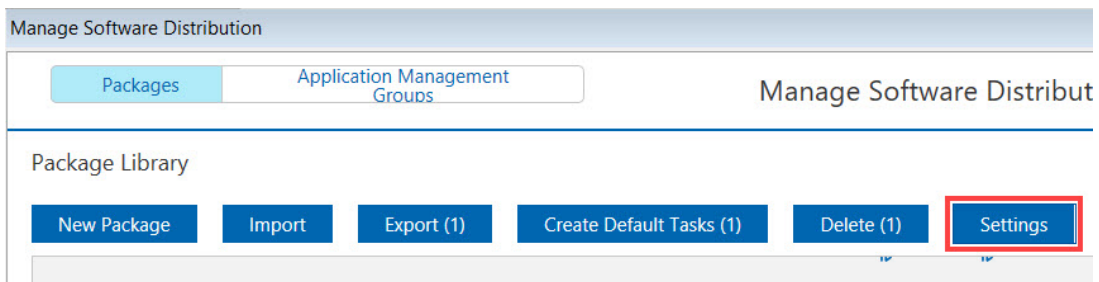 Manage Software Distribution
Packages
Application Management
Groups
Manage Software Distribut
Package Library
New Package
Import
Export (1)
Create Default Tasks (1)
Delete (1)
Settings